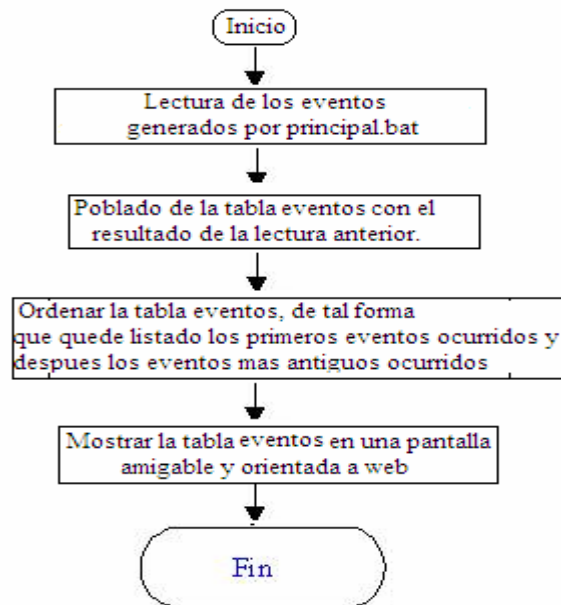 Inicio
Lectura de los eventos
generados por principal.bat
Poblado de la tabla eventos con el
resultado de la lectura anterior.
Ordenar la tabla eventos, de tal forma
que quede listado los primeros eventos ocurridos y
despues los eventos mas antiguos ocurridos
Mostrar la tabla eventos en una pantalla
amigable y orientada a web
Fin